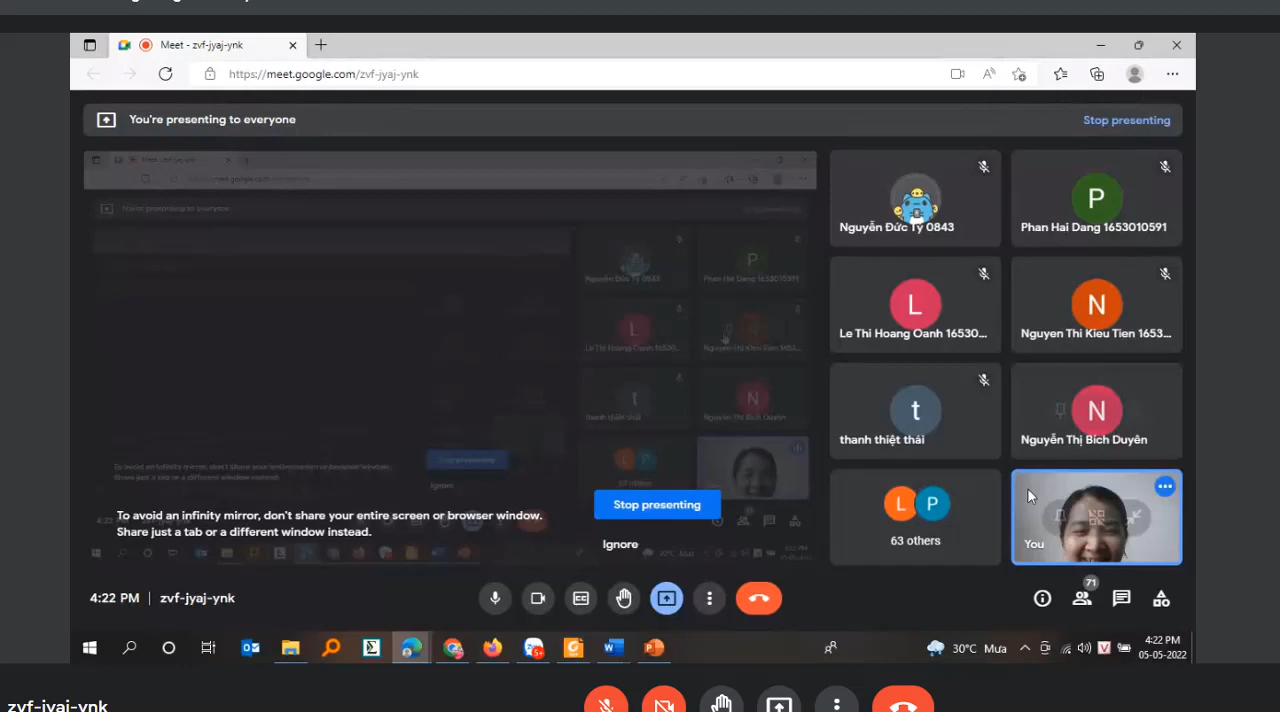 Meet - zvf-jyaj-ynk
https://meet.google.com/zvf-jyaj-ynk
You're presenting to everyone
Stop presenting
Nguyễn Đức Tý 0843
Phan Hai Dang 1653010591
Le Thi Hoang Oanh 16530...
Nguyen Thi Kieu Tien 1653...
thanh thiệt thái
Nguyễn Thị Bích Duyên
L
P
N
t
N
L
P
63 others
You
To avoid an infinity mirror, don't share your entire screen or browser window.
Share just a tab or a different window instead.
Stop presenting
Ignore
4:22 PM | zvf-jyaj-ynk
71
30°C Mưa
4:22 PM
05-05-2022
zvf-jyaj-ynk